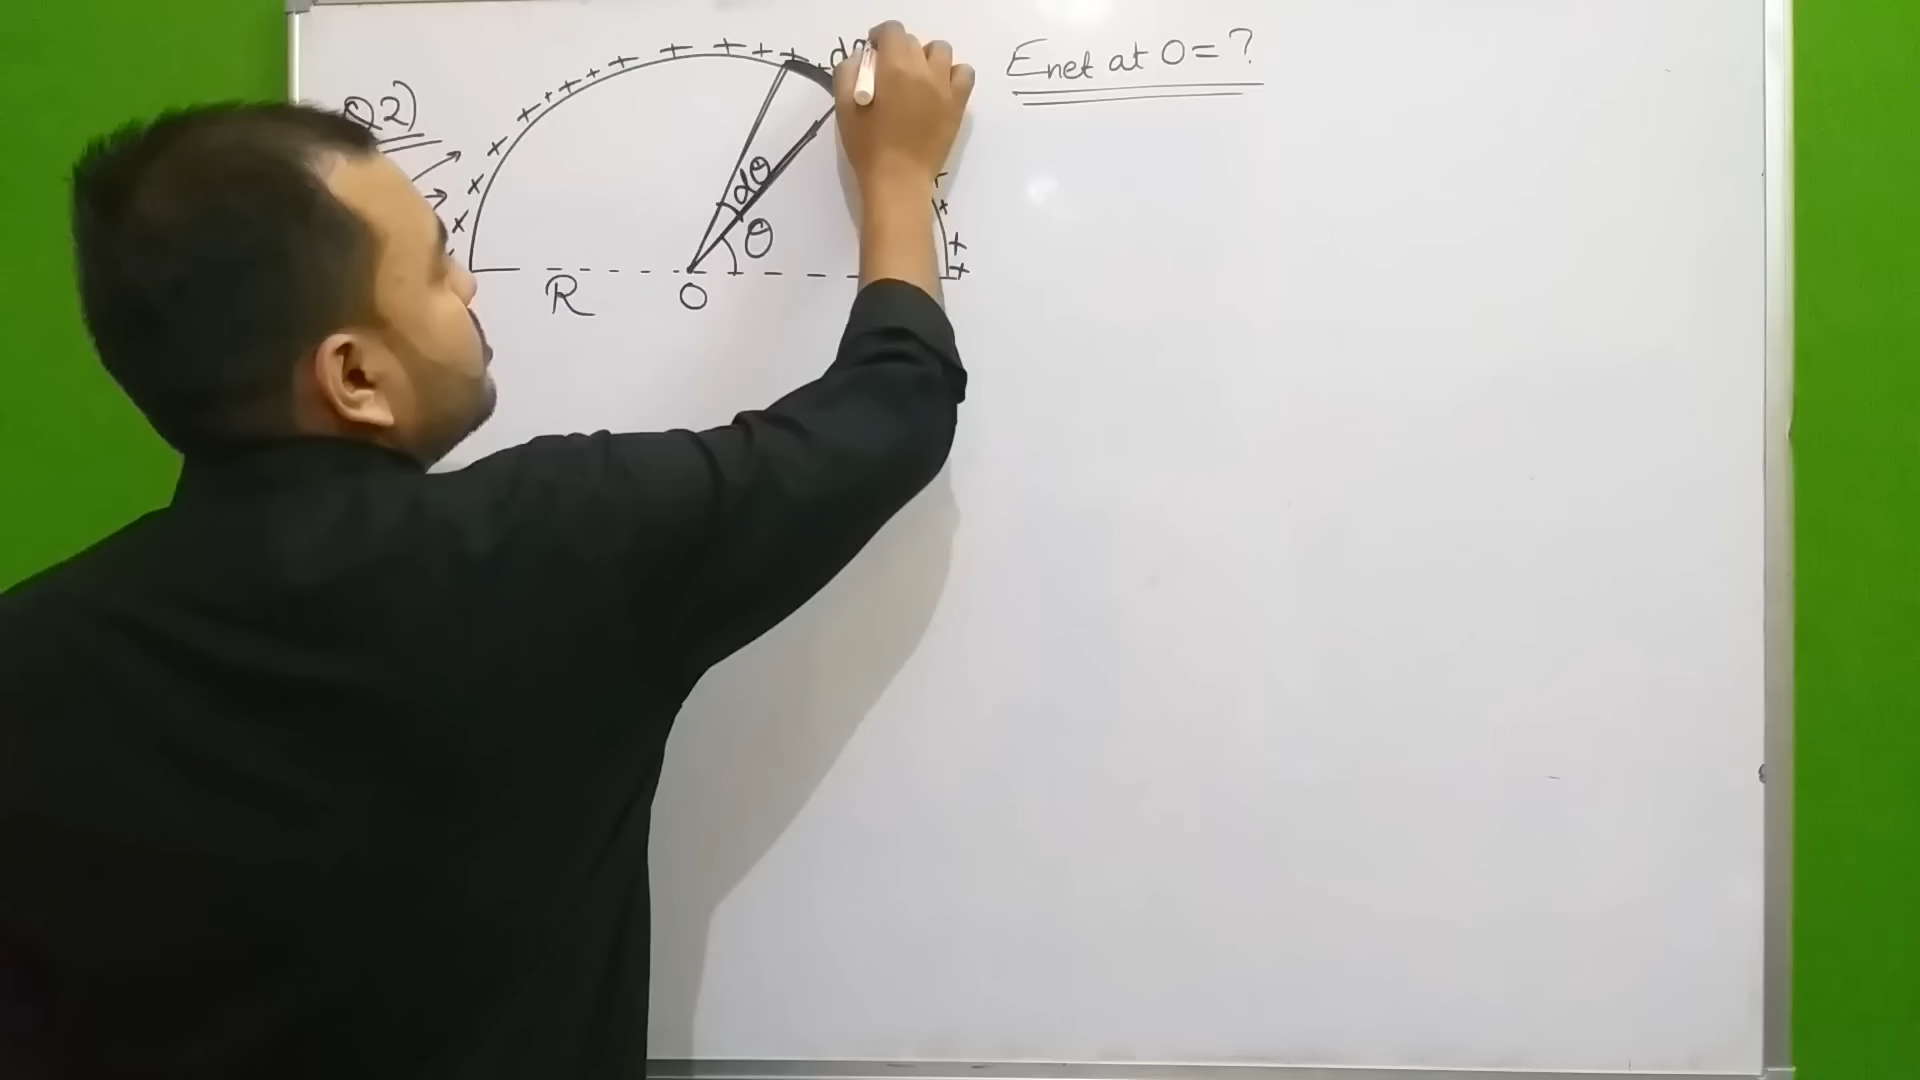 Q2)
Enet at O = ?
dθ
θ
R
O